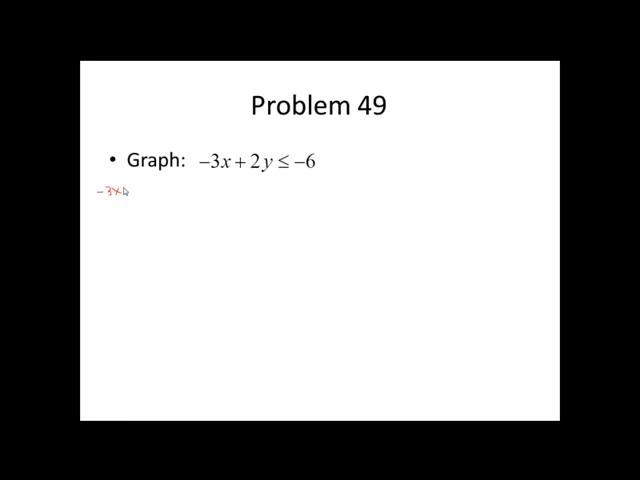 Problem 49
• Graph: −3x + 2y ≤ −6
−3x